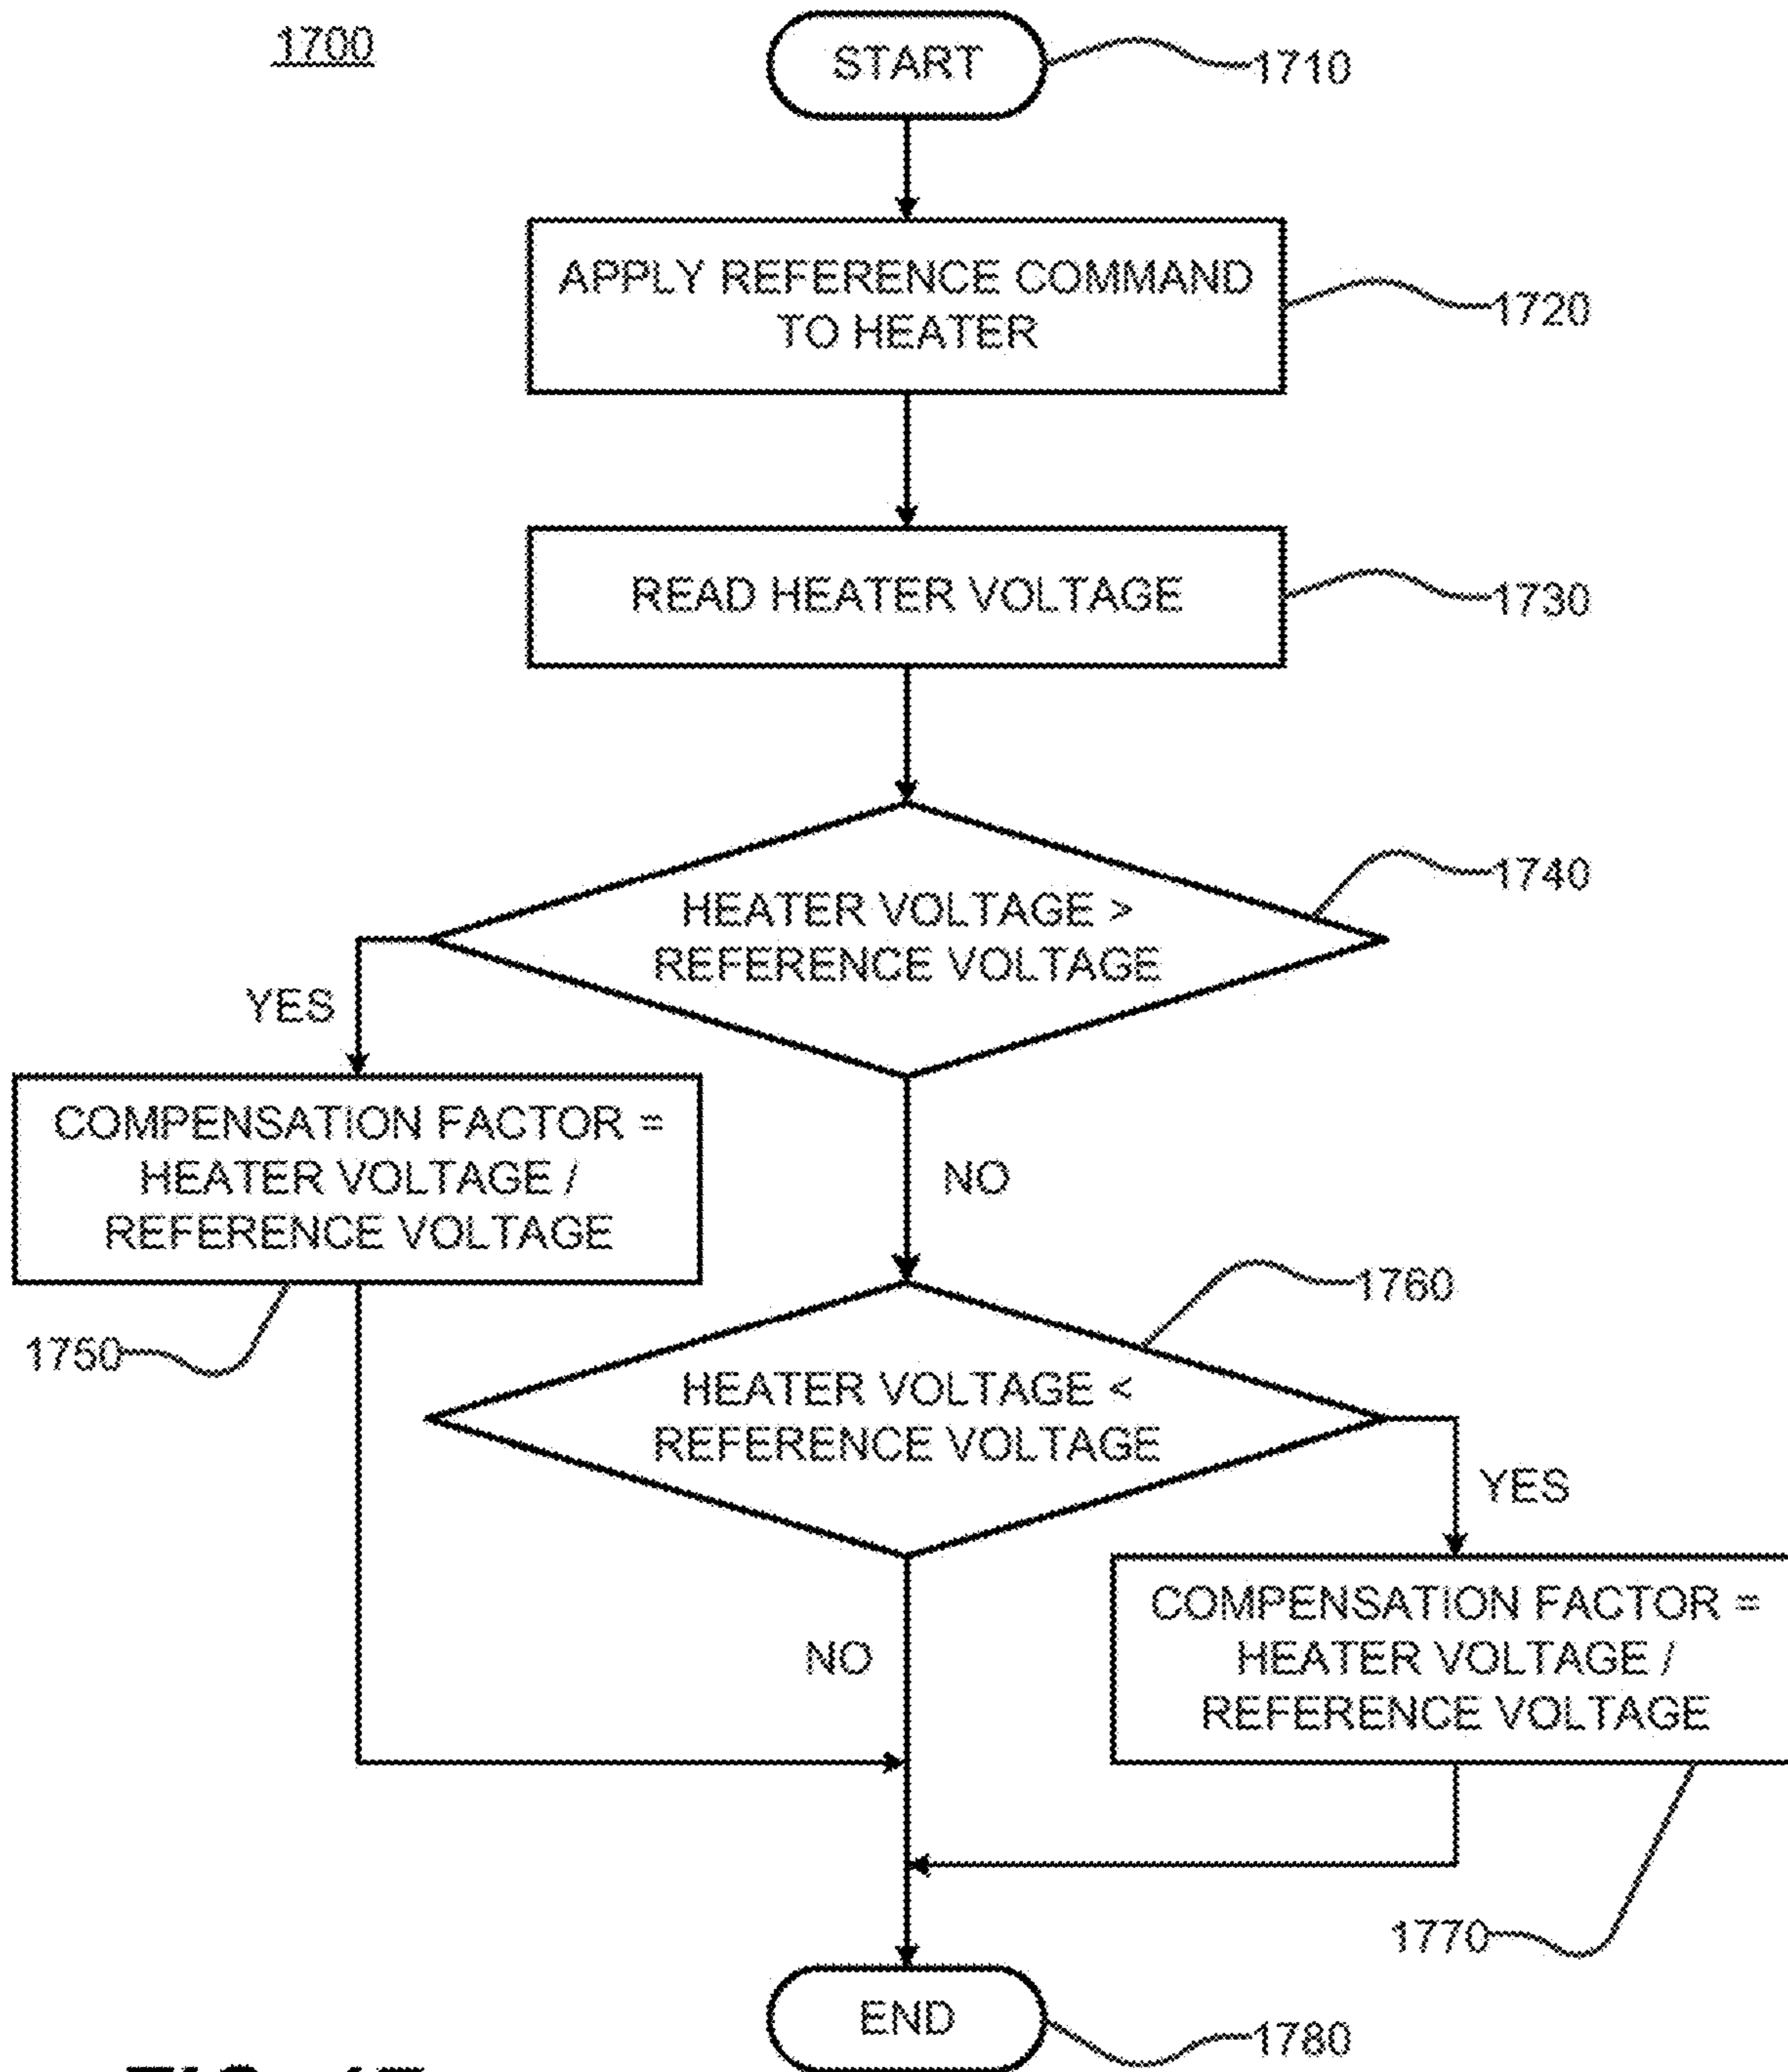 1700
START
1710
APPLY REFERENCE COMMAND
TO HEATER
1720
READ HEATER VOLTAGE
1730
HEATER VOLTAGE >
REFERENCE VOLTAGE
1740
YES
COMPENSATION FACTOR =
HEATER VOLTAGE /
REFERENCE VOLTAGE
1750
NO
HEATER VOLTAGE <
REFERENCE VOLTAGE
1760
YES
COMPENSATION FACTOR =
HEATER VOLTAGE /
REFERENCE VOLTAGE
1770
NO
END
1780